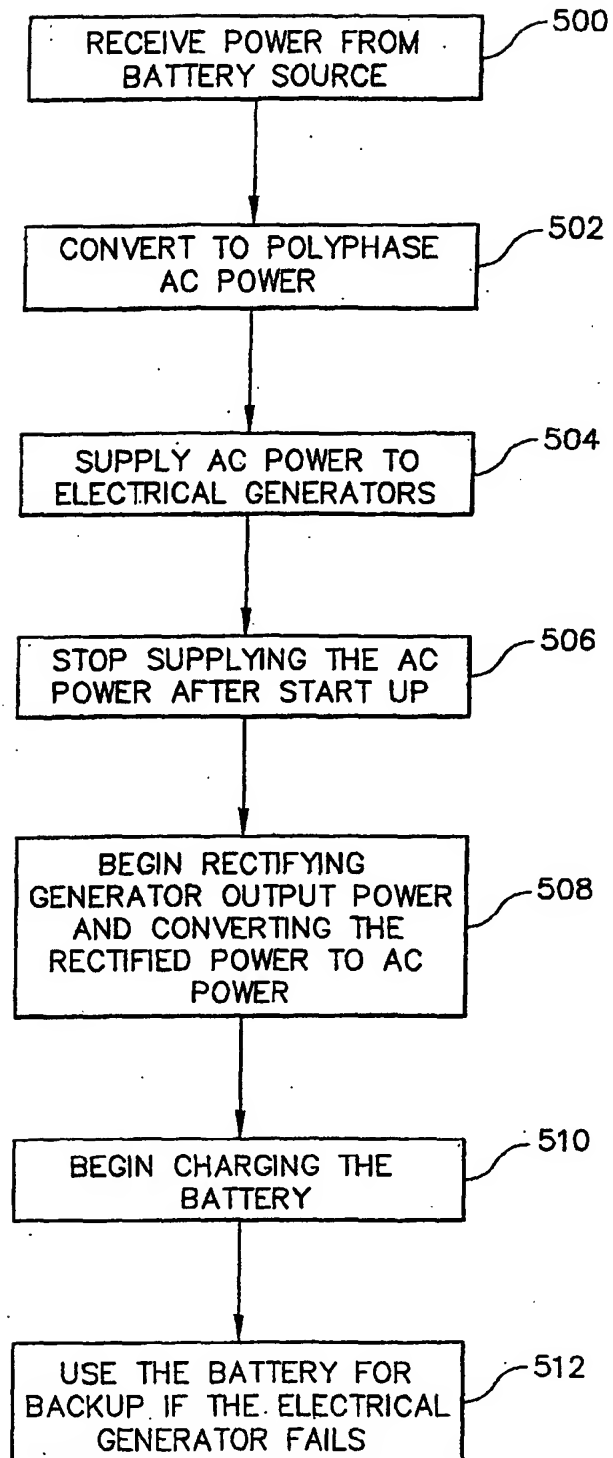 RECEIVE POWER FROM
BATTERY SOURCE
500
CONVERT TO POLYPHASE
AC POWER
502
SUPPLY AC POWER TO
ELECTRICAL GENERATORS
504
STOP SUPPLYING THE AC
POWER AFTER START UP
506
BEGIN RECTIFYING
GENERATOR OUTPUT POWER
AND CONVERTING THE
RECTIFIED POWER TO AC
POWER
508
BEGIN CHARGING THE
BATTERY
510
USE THE BATTERY FOR
BACKUP IF THE ELECTRICAL
GENERATOR FAILS
512